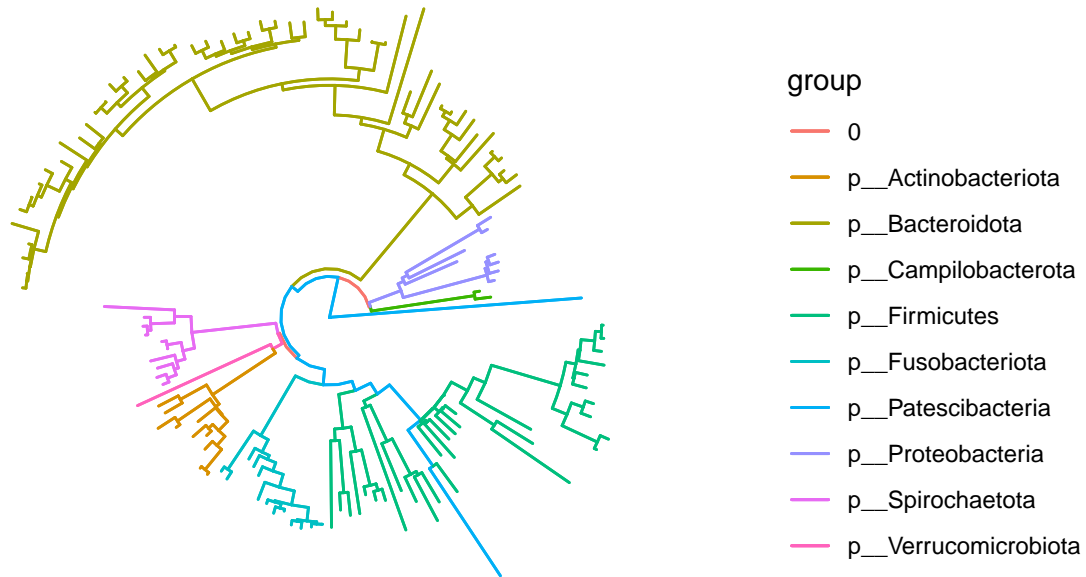 group
0
p__Actinobacteriota
p__Bacteroidota
p__Campilobacterota
p__Firmicutes
p__Fusobacteriota
p__Patescibacteria
p__Proteobacteria
p__Spirochaetota
p__Verrucomicrobiota